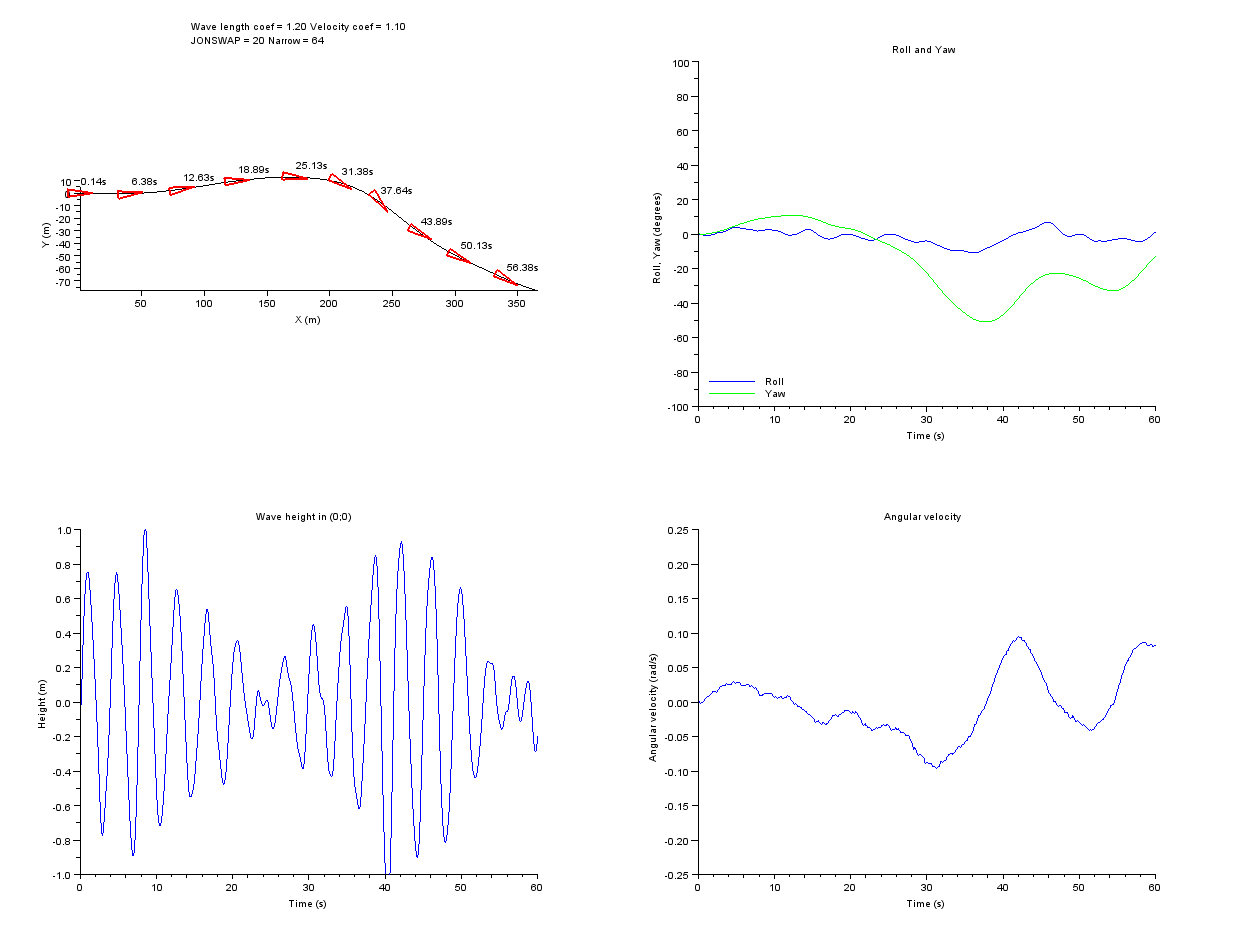 Wave length coef = 1.20 Velocity coef = 1.10
JONSWAP = 20 Narrow = 64
0.14s
6.38s
12.63s
18.89s
25.13s
31.38s
37.64s
43.89s
50.13s
56.38s
10
0
-10
-20
-30
-40
-50
-60
-70
Y (m)
50
100
150
200
250
300
350
X (m)
Roll and Yaw
100
80
60
40
20
0
-20
-40
-60
-80
-100
Roll, Yaw (degrees)
Roll
Yaw
0
10
20
30
40
50
60
Time (s)
Wave height in (0;0)
1.0
0.8
0.6
0.4
0.2
0.0
-0.2
-0.4
-0.6
-0.8
-1.0
Height (m)
0
10
20
30
40
50
60
Time (s)
Angular velocity
0.25
0.20
0.15
0.10
0.05
0.00
-0.05
-0.10
-0.15
-0.20
-0.25
Angular velocity (rad/s)
0
10
20
30
40
50
60
Time (s)